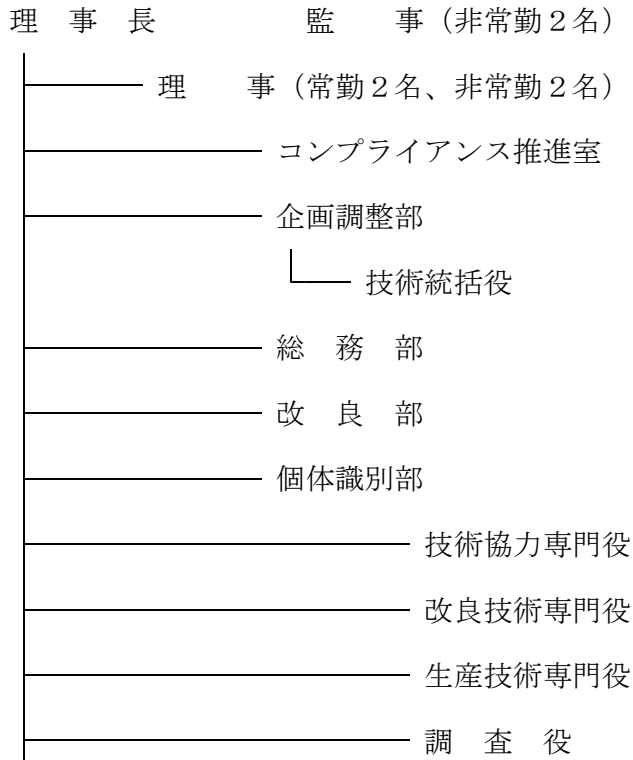 理　事　長　　　　　監　　事（非常勤２名）
理　　事（常勤２名、非常勤２名）
コンプライアンス推進室
企画調整部
技術統括役
総　務　部
改　良　部
個体識別部
技術協力専門役
改良技術専門役
生産技術専門役
調　査　役